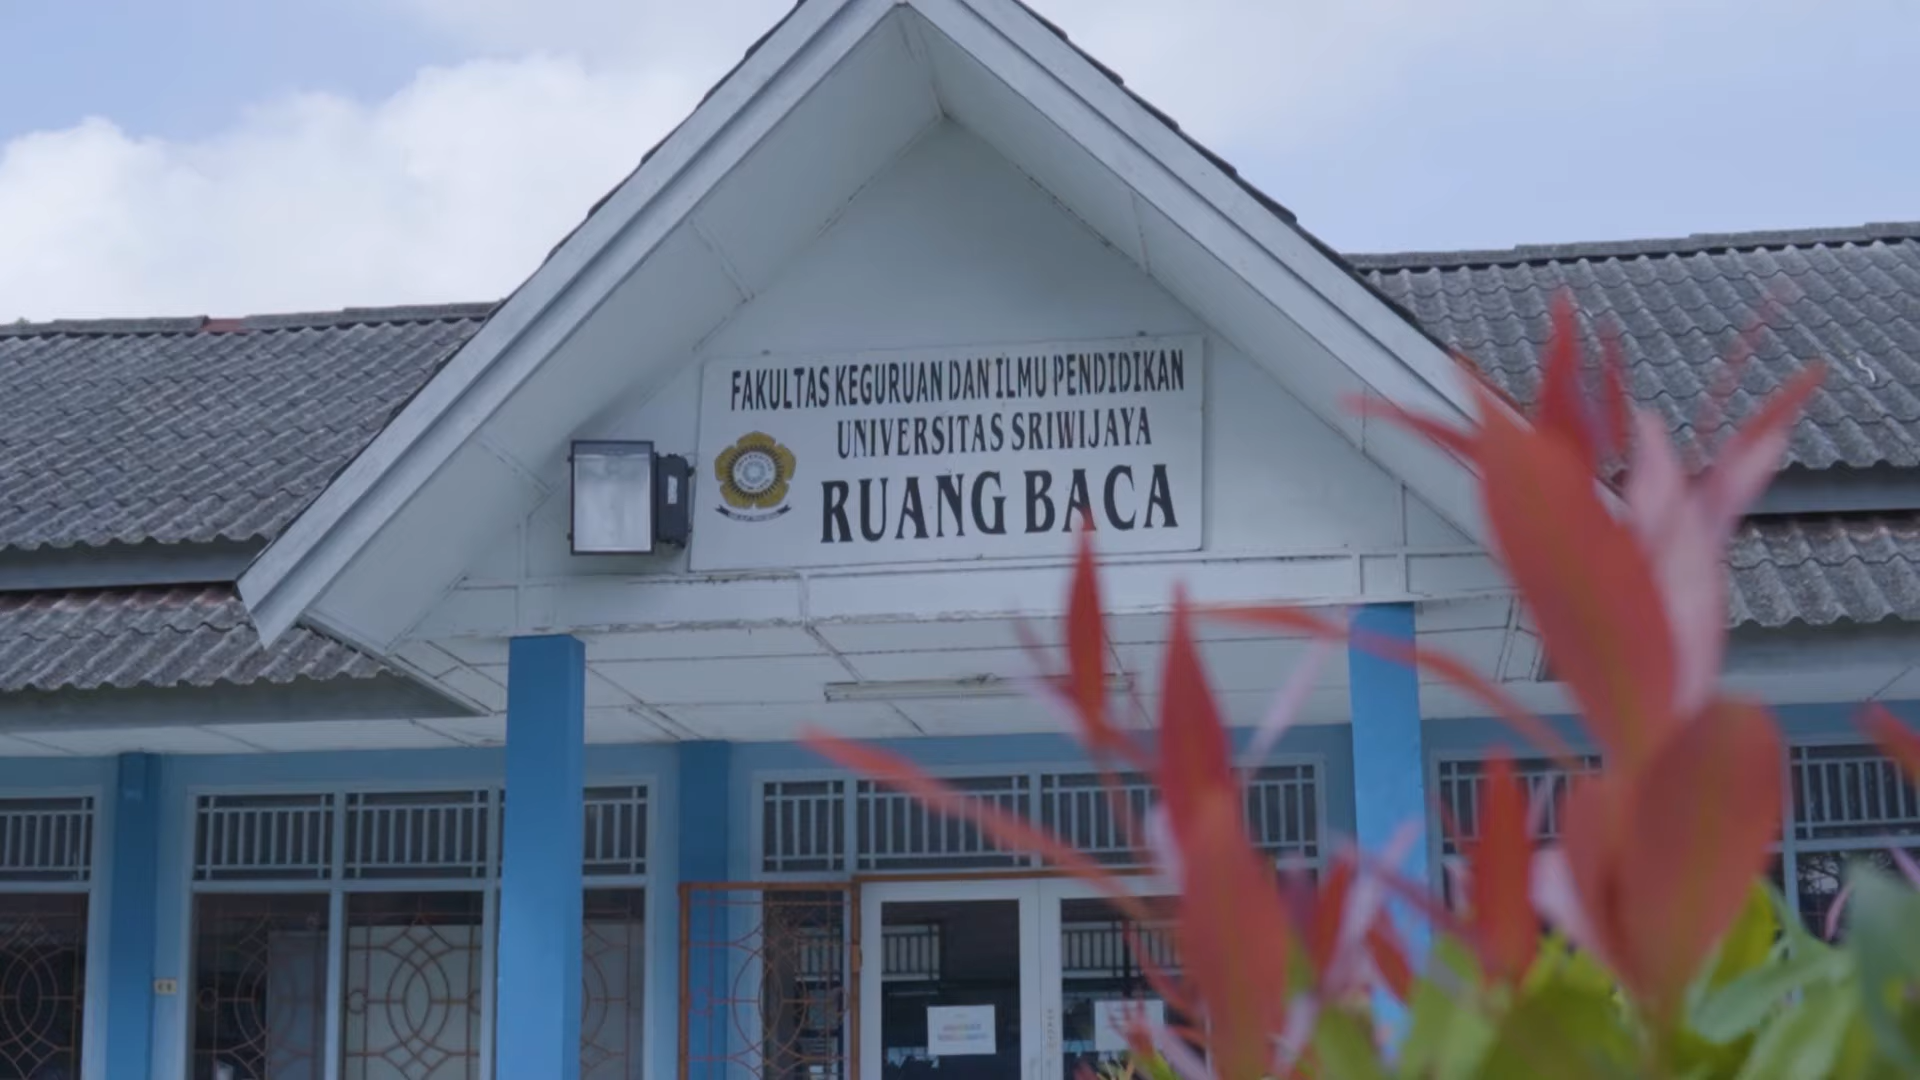 FAKULTAS KEGURUAN DAN ILMU PENDIDIKAN
UNIVERSITAS SRIWIJAYA
RUANG BACA